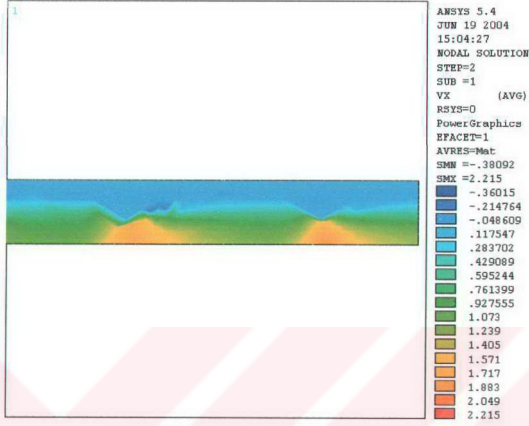 1
ANSYS 5.4
JUN 19 2004
15:04:27
NODAL SOLUTION
STEP=2
SUB =1
VX (AVG)
RSYS=0
PowerGraphics
EFACET=1
AVRES=Mat
SMN =-.38092
SMX =2.215
-.36015
-.214764
-.048609
.117547
.283702
.429089
.595244
.761399
.927555
1.073
1.239
1.405
1.571
1.717
1.883
2.049
2.215